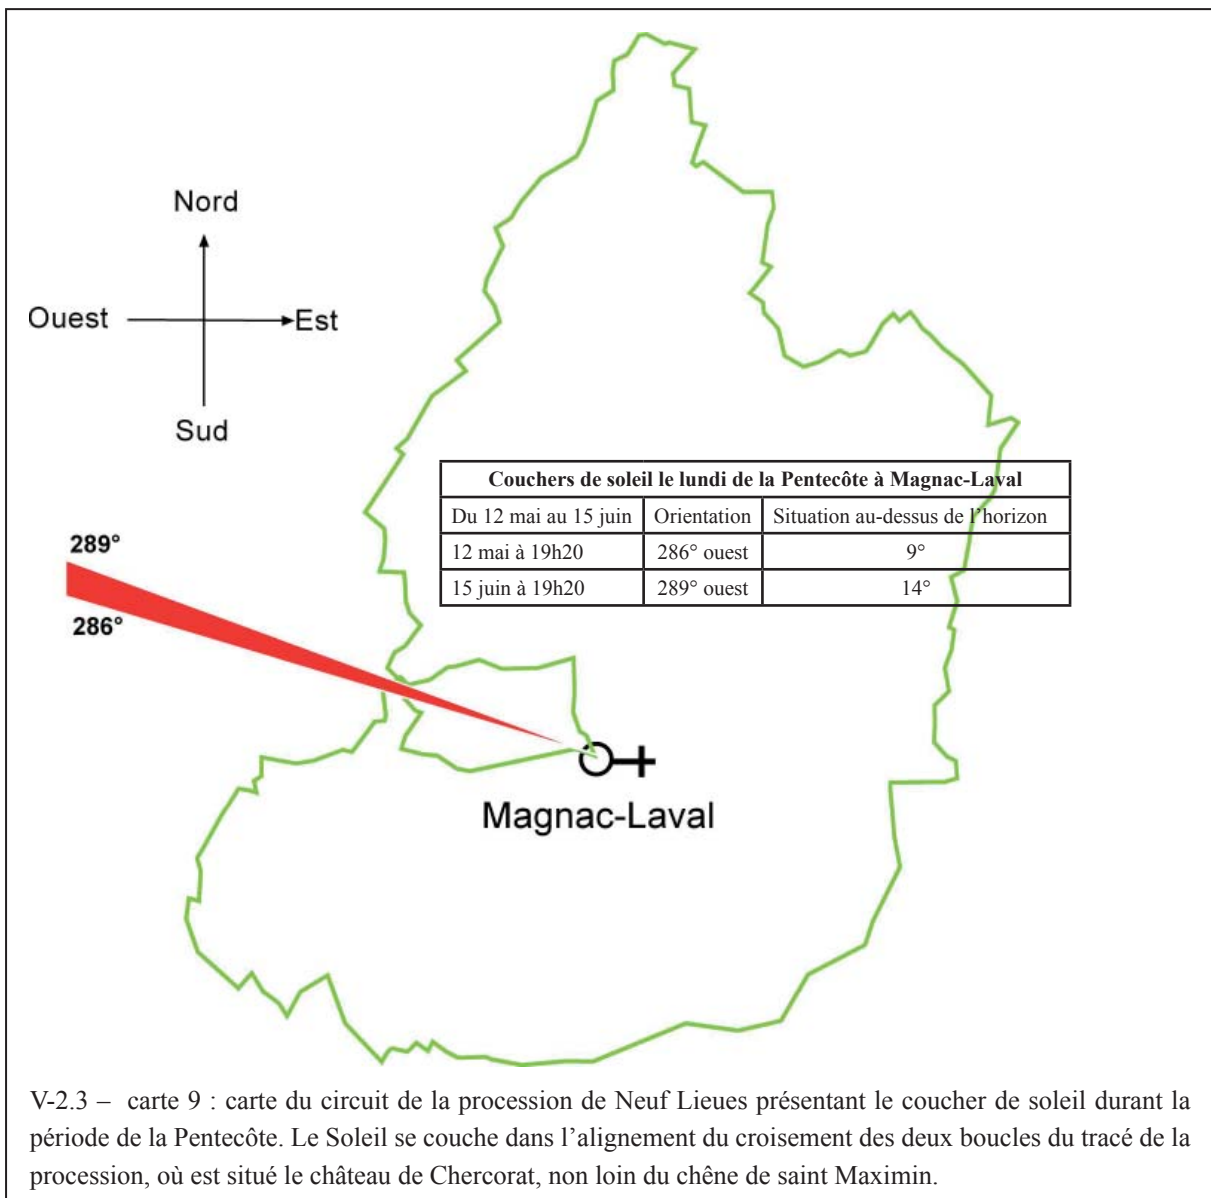 Nord
Ouest
Est
Sud
Couchers de soleil le lundi de la Pentecôte à Magnac-Laval
Du 12 mai au 15 juin Orientation Situation au-dessus de l'horizon
12 mai à 19h20 286° ouest 9°
15 juin à 19h20 289° ouest 14°
289°
286°
Magnac-Laval
V-2.3 – carte 9 : carte du circuit de la procession de Neuf Lieues présentant le coucher de soleil durant la
période de la Pentecôte. Le Soleil se couche dans l'alignement du croisement des deux boucles du tracé de la
procession, où est situé le château de Chercorat, non loin du chêne de saint Maximin.